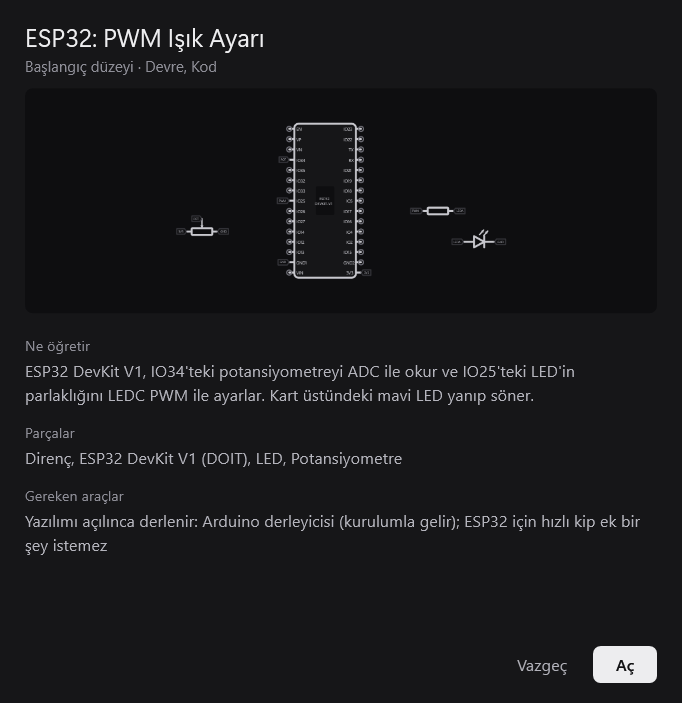 ESP32: PWM Işık Ayarı
Başlangıç düzeyi · Devre, Kod
Ne öğretir
ESP32 DevKit V1, IO34'teki potansiyometreyi ADC ile okur ve IO25'teki LED'in
parlaklığını LEDC PWM ile ayarlar. Kart üstündeki mavi LED yanıp söner.
Parçalar
Direnç, ESP32 DevKit V1 (DOIT), LED, Potansiyometre
Gereken araçlar
Yazılımı açılınca derlenir: Arduino derleyicisi (kurulumla gelir); ESP32 için hızlı kip ek bir
şey istemez
Vazgeç
Aç